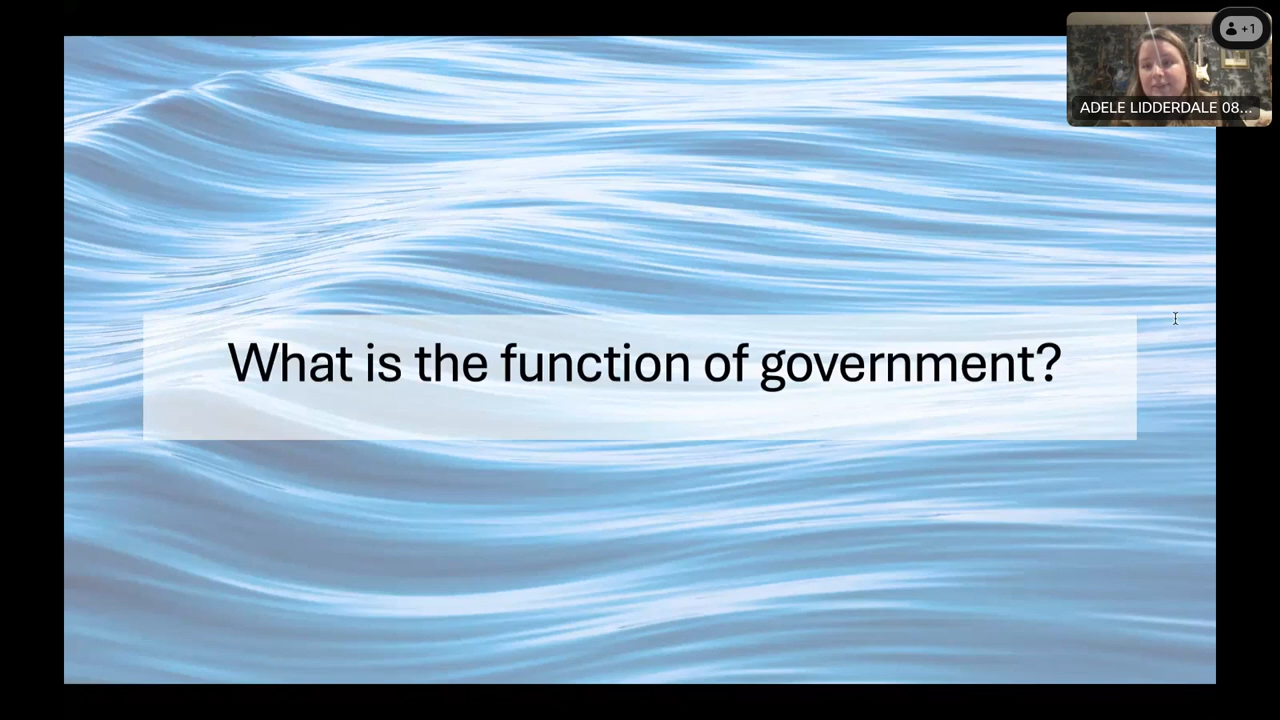 +1
ADELE LIDDERDALE 08...
What is the function of government?